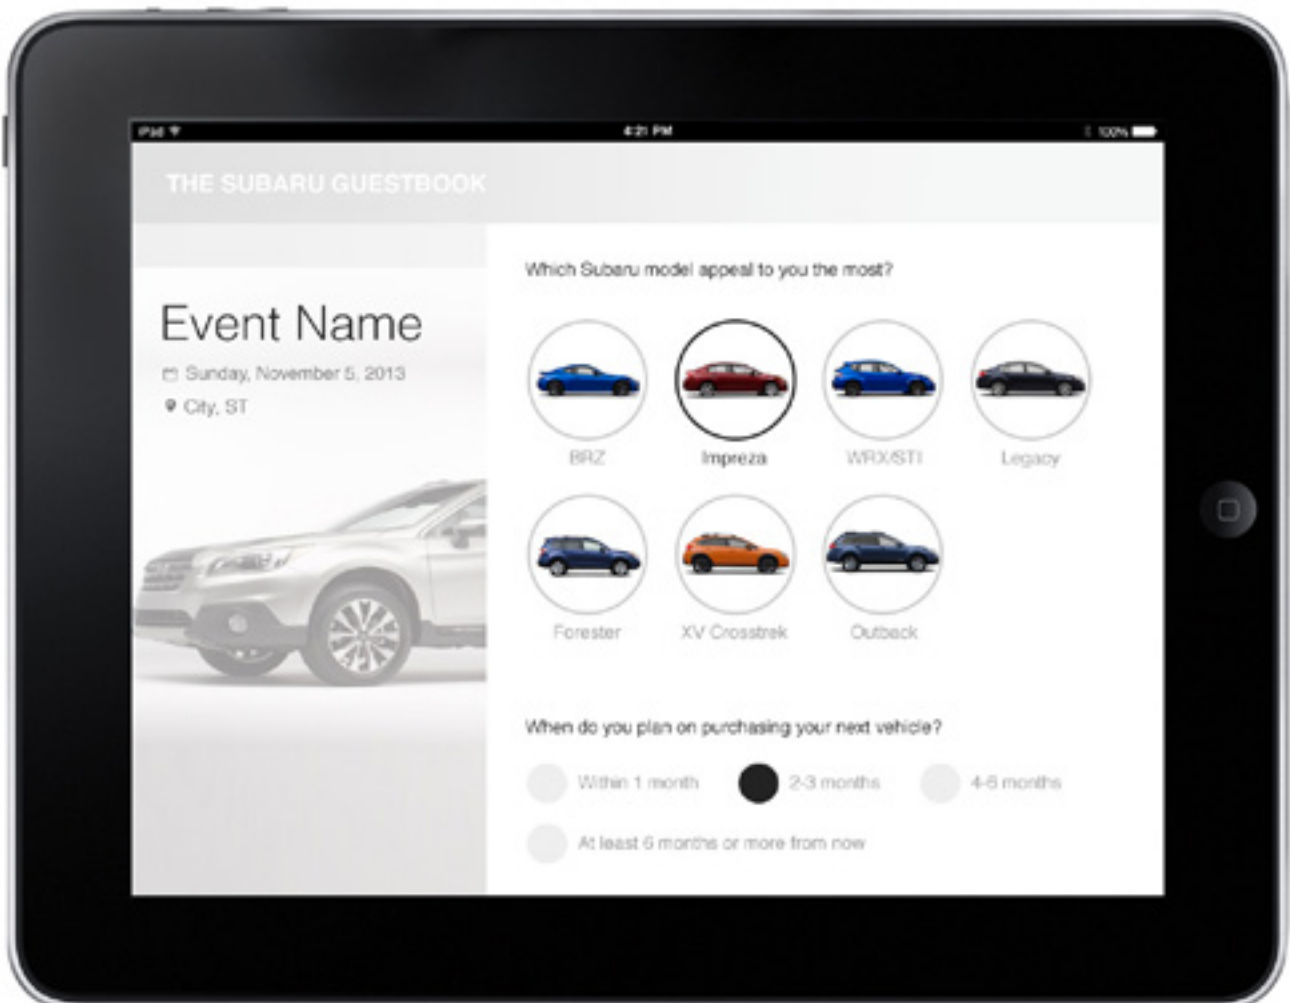 iPad
4:21 PM
100%
THE SUBARU GUESTBOOK
Event Name
Sunday, November 5, 2013
City, ST
Which Subaru model appeal to you the most?
BRZ
Impreza
WRX/STI
Legacy
Forester
XV Crosstrek
Outback
When do you plan on purchasing your next vehicle?
Within 1 month
2-3 months
4-6 months
At least 6 months or more from now